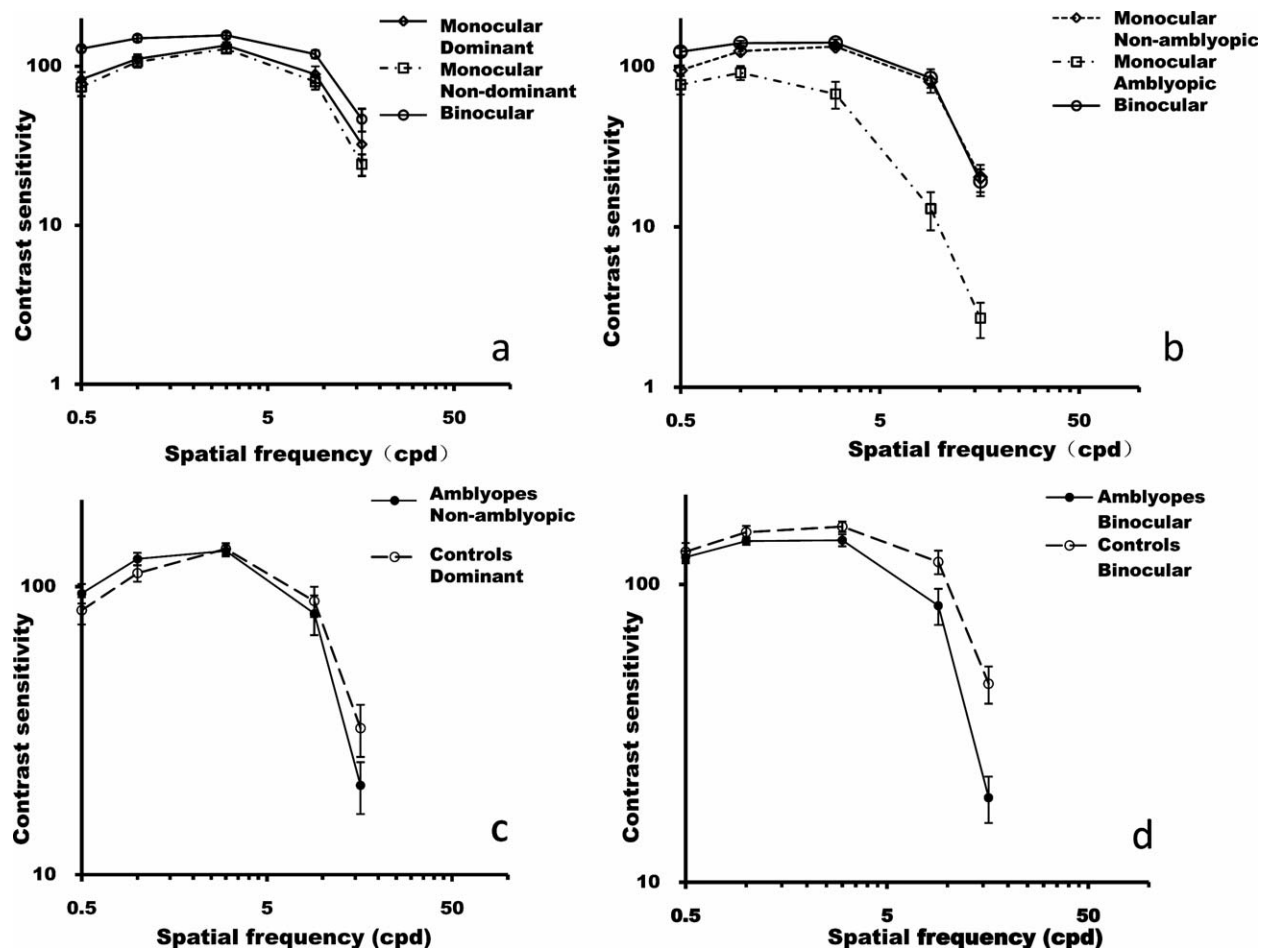 Monocular
Dominant
Monocular
Non-dominant
Binocular
100
10
1
0.5
5
50
Contrast sensitivity
Spatial frequency（cpd）
a
Monocular
Non-amblyopic
Monocular
Amblyopic
Binocular
100
10
1
0.5
5
50
Contrast sensitivity
Spatial frequency（cpd）
b
Amblyopes
Non-amblyopic
Controls
Dominant
100
10
0.5
5
50
Contrast sensitivity
Spatial frequency (cpd)
c
Amblyopes
Binocular
Controls
Binocular
100
10
0.5
5
50
Contrast sensitivity
Spatial frequency (cpd)
d